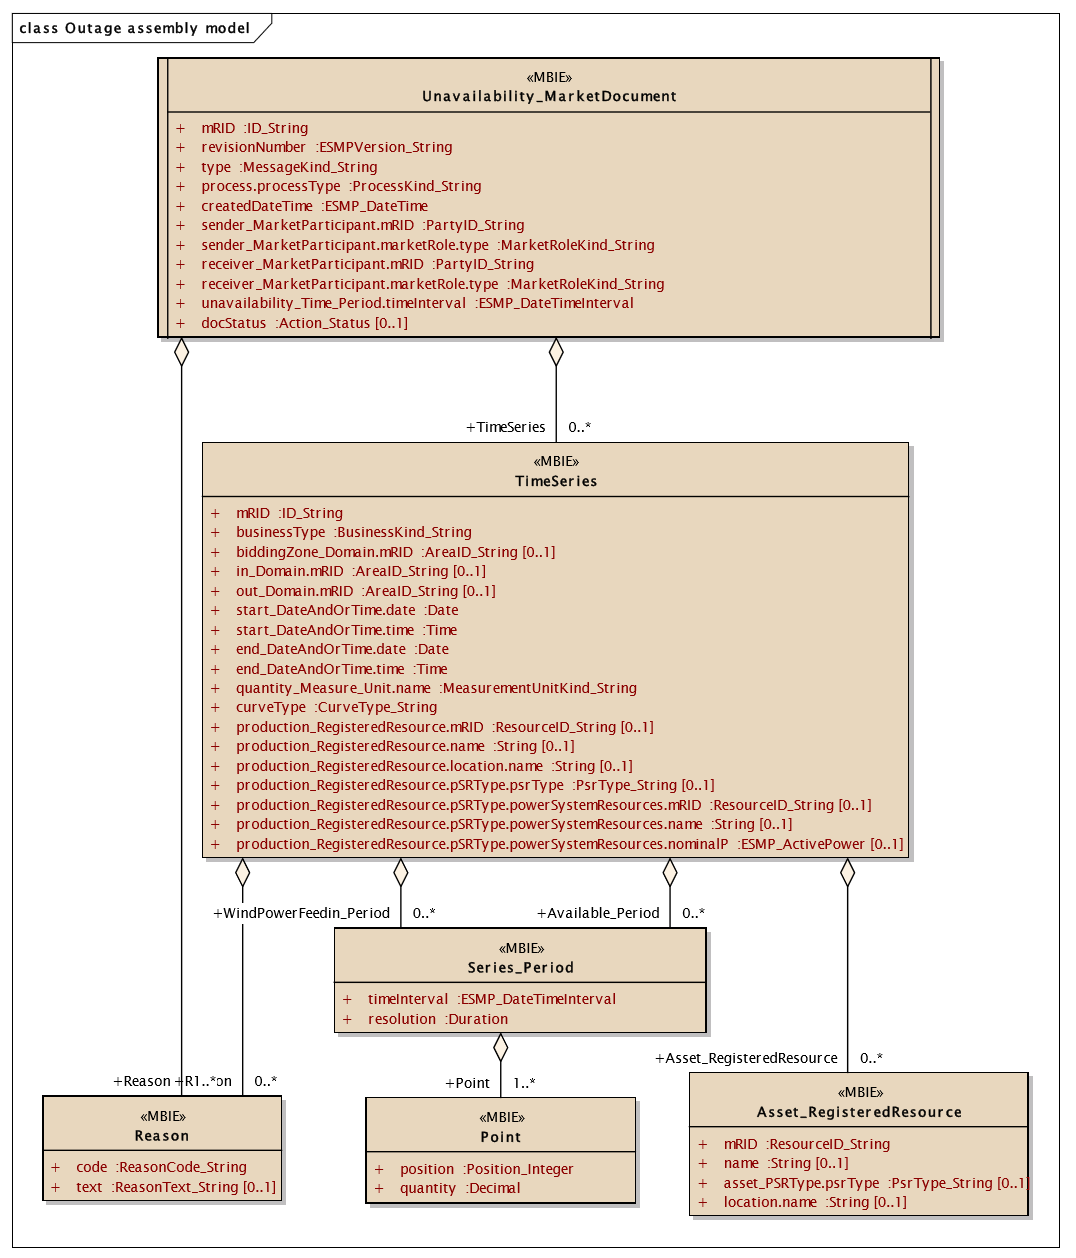 class Outage assembly model
«MBIE»
Unavailability_MarketDocument
+ mRID :ID_String
+ revisionNumber :ESMPVersion_String
+ type :MessageKind_String
+ process.processType :ProcessKind_String
+ createdDateTime :ESMP_DateTime
+ sender_MarketParticipant.mRID :PartyID_String
+ sender_MarketParticipant.marketRole.type :MarketRoleKind_String
+ receiver_MarketParticipant.mRID :PartyID_String
+ receiver_MarketParticipant.marketRole.type :MarketRoleKind_String
+ unavailability_Time_Period.timeInterval :ESMP_DateTimeInterval
+ docStatus :Action_Status [0..1]
+TimeSeries 0..*
«MBIE»
TimeSeries
+ mRID :ID_String
+ businessType :BusinessKind_String
+ biddingZone_Domain.mRID :AreaID_String [0..1]
+ in_Domain.mRID :AreaID_String [0..1]
+ out_Domain.mRID :AreaID_String [0..1]
+ start_DateAndOrTime.date :Date
+ start_DateAndOrTime.time :Time
+ end_DateAndOrTime.date :Date
+ end_DateAndOrTime.time :Time
+ quantity_Measure_Unit.name :MeasurementUnitKind_String
+ curveType :CurveType_String
+ production_RegisteredResource.mRID :ResourceID_String [0..1]
+ production_RegisteredResource.name :String [0..1]
+ production_RegisteredResource.location.name :String [0..1]
+ production_RegisteredResource.pSRType.psrType :PsrType_String [0..1]
+ production_RegisteredResource.pSRType.powerSystemResources.mRID :ResourceID_String [0..1]
+ production_RegisteredResource.pSRType.powerSystemResources.name :String [0..1]
+ production_RegisteredResource.pSRType.powerSystemResources.nominalP :ESMP_ActivePower [0..1]
+WindPowerFeedin_Period 0..* +Available_Period 0..*
«MBIE»
Series_Period
+ timeInterval :ESMP_DateTimeInterval
+ resolution :Duration
+Asset_RegisteredResource 0..*
+Reason +R1..*on 0..*
+Point 1..*
«MBIE»
Reason
+ code :ReasonCode_String
+ text :ReasonText_String [0..1]
«MBIE»
Point
+ position :Position_Integer
+ quantity :Decimal
«MBIE»
Asset_RegisteredResource
+ mRID :ResourceID_String
+ name :String [0..1]
+ asset_PSRType.psrType :PsrType_String [0..1]
+ location.name :String [0..1]